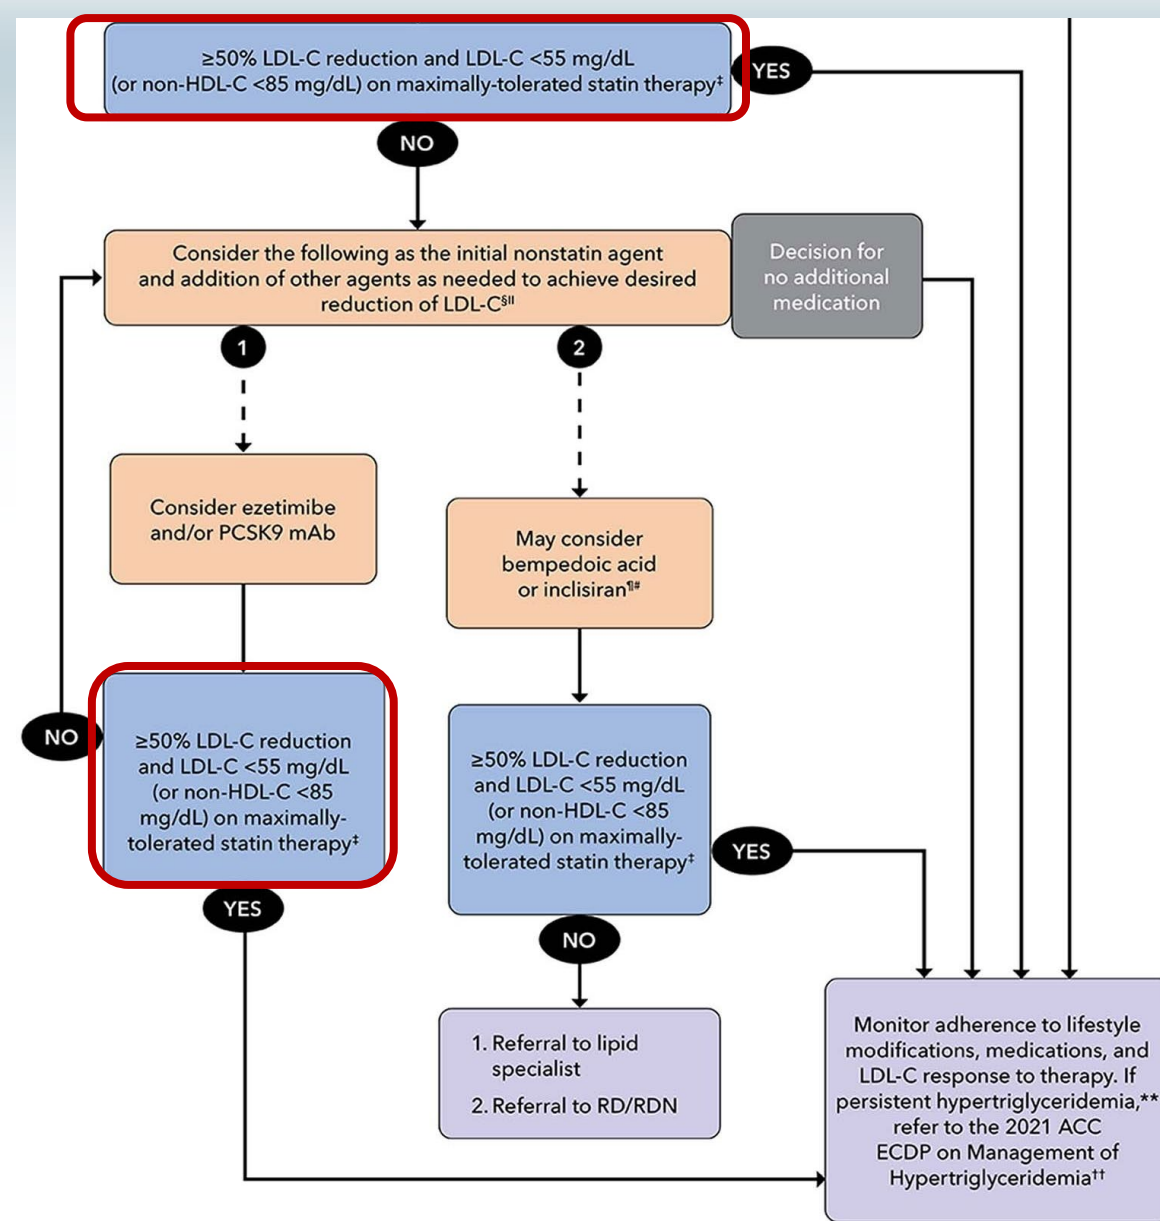 ≥50% LDL-C reduction and LDL-C <55 mg/dL
(or non-HDL-C <85 mg/dL) on maximally-tolerated statin therapy‡
YES
NO
Consider the following as the initial nonstatin agent
and addition of other agents as needed to achieve desired
reduction of LDL-C§||
Decision for
no additional
medication
1
2
Consider ezetimibe
and/or PCSK9 mAb
May consider
bempedoic acid
or inclisiran¶#
NO
≥50% LDL-C reduction
and LDL-C <55 mg/dL
(or non-HDL-C <85
mg/dL) on maximally-
tolerated statin therapy‡
≥50% LDL-C reduction
and LDL-C <55 mg/dL
(or non-HDL-C <85
mg/dL) on maximally-
tolerated statin therapy‡
YES
YES
NO
1. Referral to lipid
specialist
2. Referral to RD/RDN
Monitor adherence to lifestyle
modifications, medications, and
LDL-C response to therapy. If
persistent hypertriglyceridemia,**
refer to the 2021 ACC
ECDP on Management of
Hypertriglyceridemia††